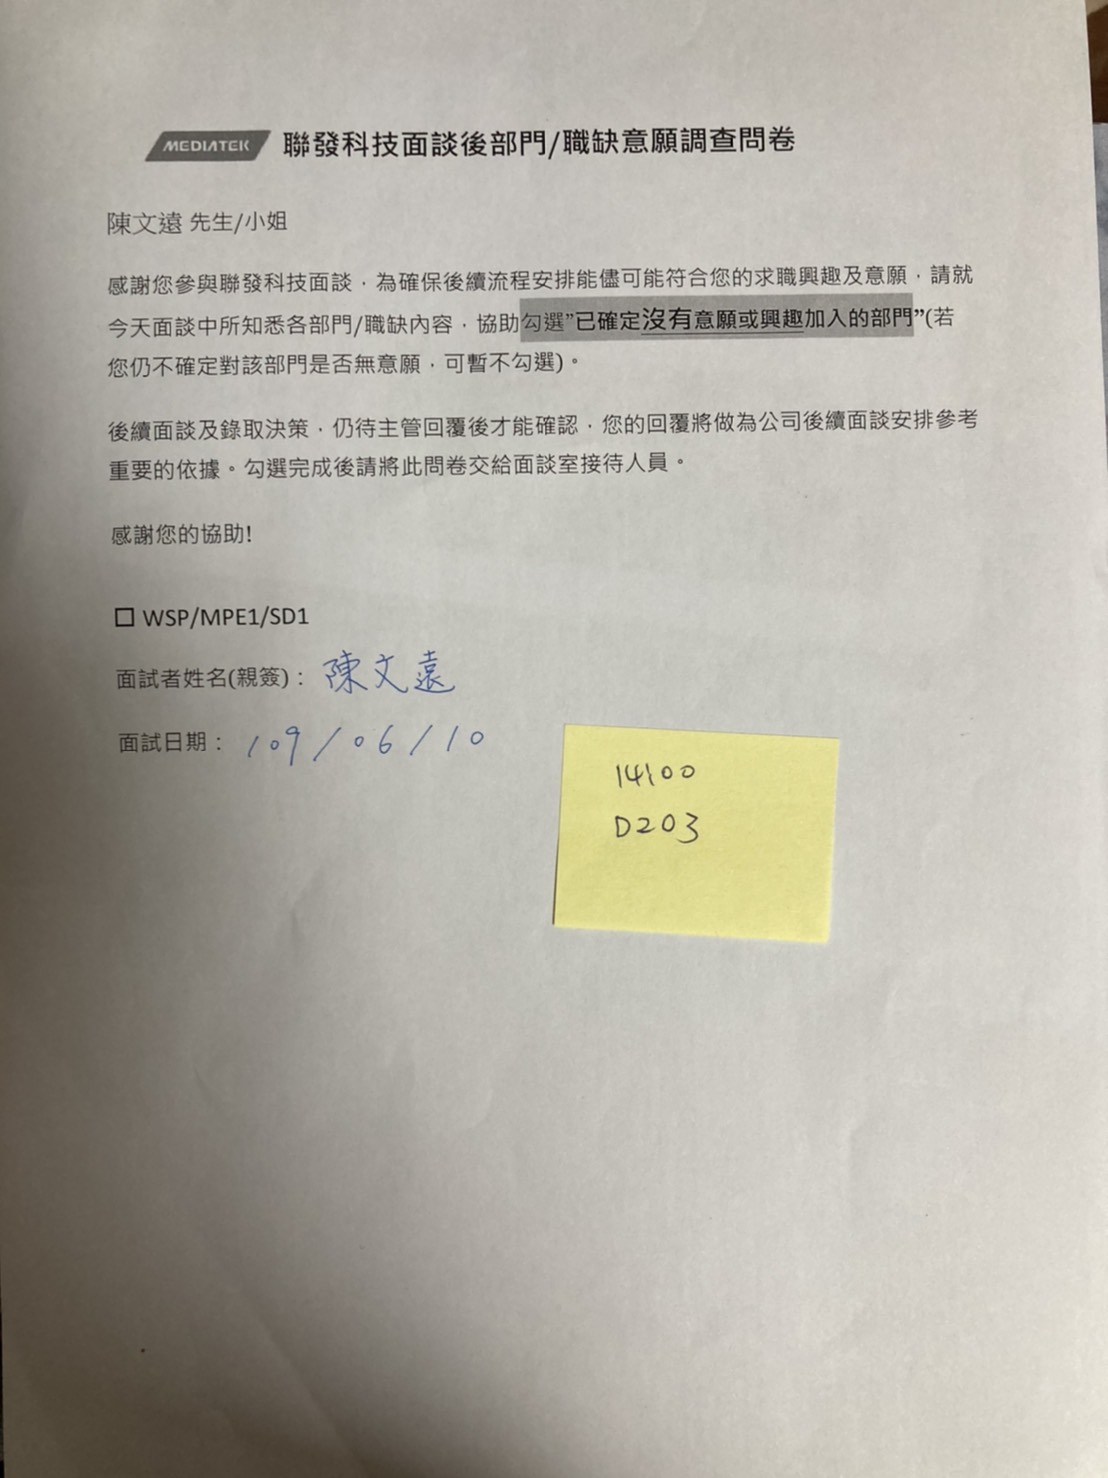 MEDIATEK 聯發科技面談後部門/職缺意願調查問卷
陳文遠 先生/小姐
感謝您參與聯發科技面談，為確保後續流程安排能儘可能符合您的求職興趣及意願，請就
今天面談中所知悉各部門/職缺內容，協助勾選”已確定沒有意願或興趣加入的部門”(若
您仍不確定對該部門是否無意願，可暫不勾選)。
後續面談及錄取決策，仍待主管回覆後才能確認，您的回覆將做為公司後續面談安排參考
重要的依據。勾選完成後請將此問卷交給面談室接待人員。
感謝您的協助!
☐ WSP/MPE1/SD1
面試者姓名(親簽)：陳文遠
面試日期：109/06/10
14:00
D203